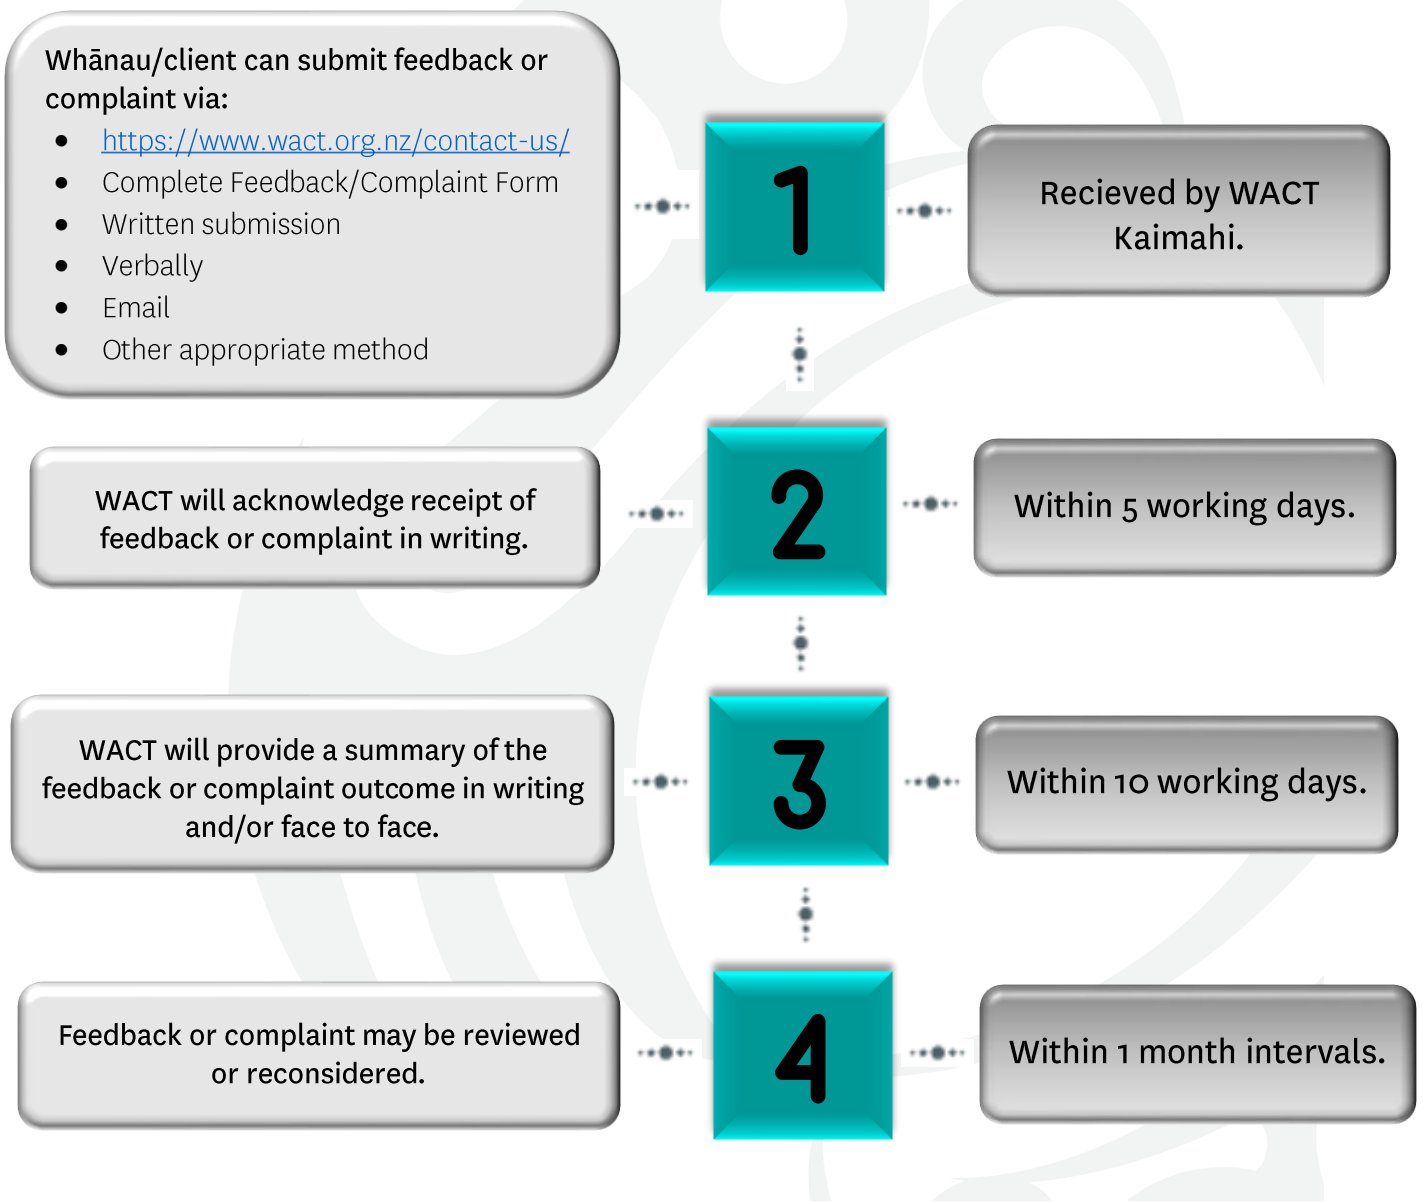 Whānau/client can submit feedback or
complaint via:
● https://www.wact.org.nz/contact-us/
● Complete Feedback/Complaint Form
● Written submission
● Verbally
● Email
● Other appropriate method
1
Recieved by WACT
Kaimahi.
WACT will acknowledge receipt of
feedback or complaint in writing.
2
Within 5 working days.
WACT will provide a summary of the
feedback or complaint outcome in writing
and/or face to face.
3
Within 10 working days.
Feedback or complaint may be reviewed
or reconsidered.
4
Within 1 month intervals.